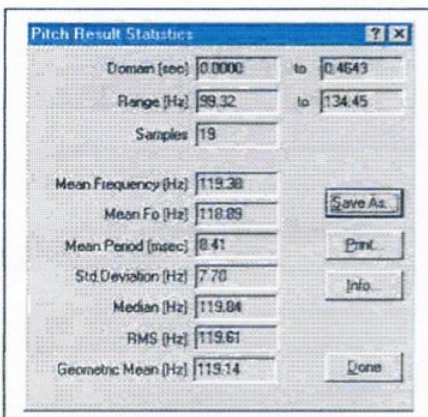 Pitch Result Statistics ? ×
Domain [sec] 0.0000 to 0.4643
Range [Hz] 99.32 to 134.45
Samples 19
Mean Frequency (Hz) 119.38
Mean Fo [Hz] 118.89
Mean Period [msec] 8.41
Std.Deviation [Hz] 7.70
Median [Hz] 119.84
RMS [Hz] 119.61
Geometric Mean [Hz] 119.14
Save As..
Print...
Info...
Done